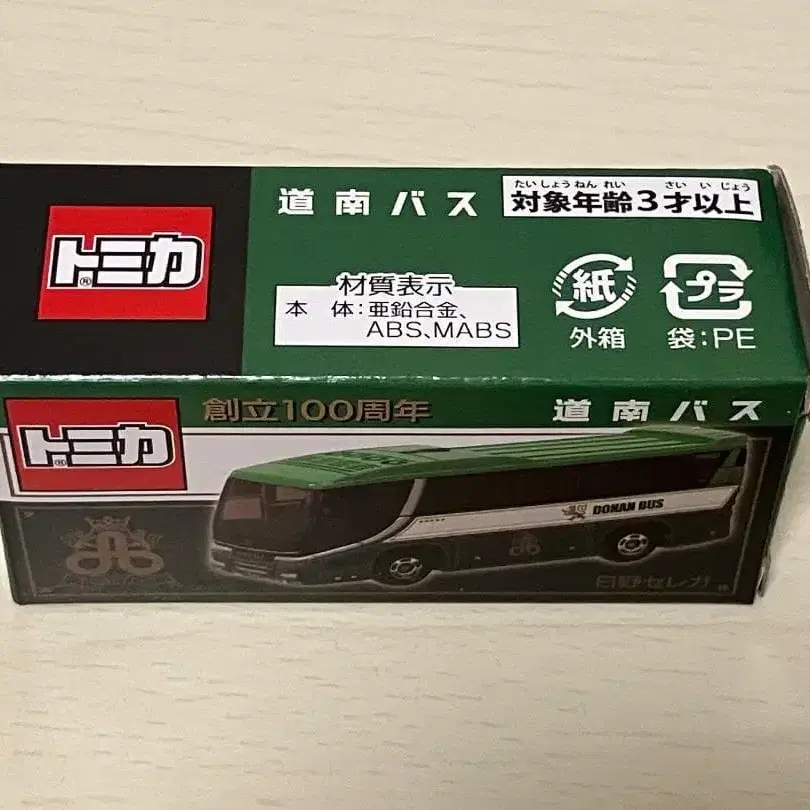 トミカ
®
道南バス
たいしょうねんれい さいいじょう
対象年齢3才以上
材質表示
本 体:亜鉛合金、
ABS、MABS
紙
外箱
プラ
袋:PE
トミカ
®
創立100周年
道南バス
DONAN BUS
日野セレガ